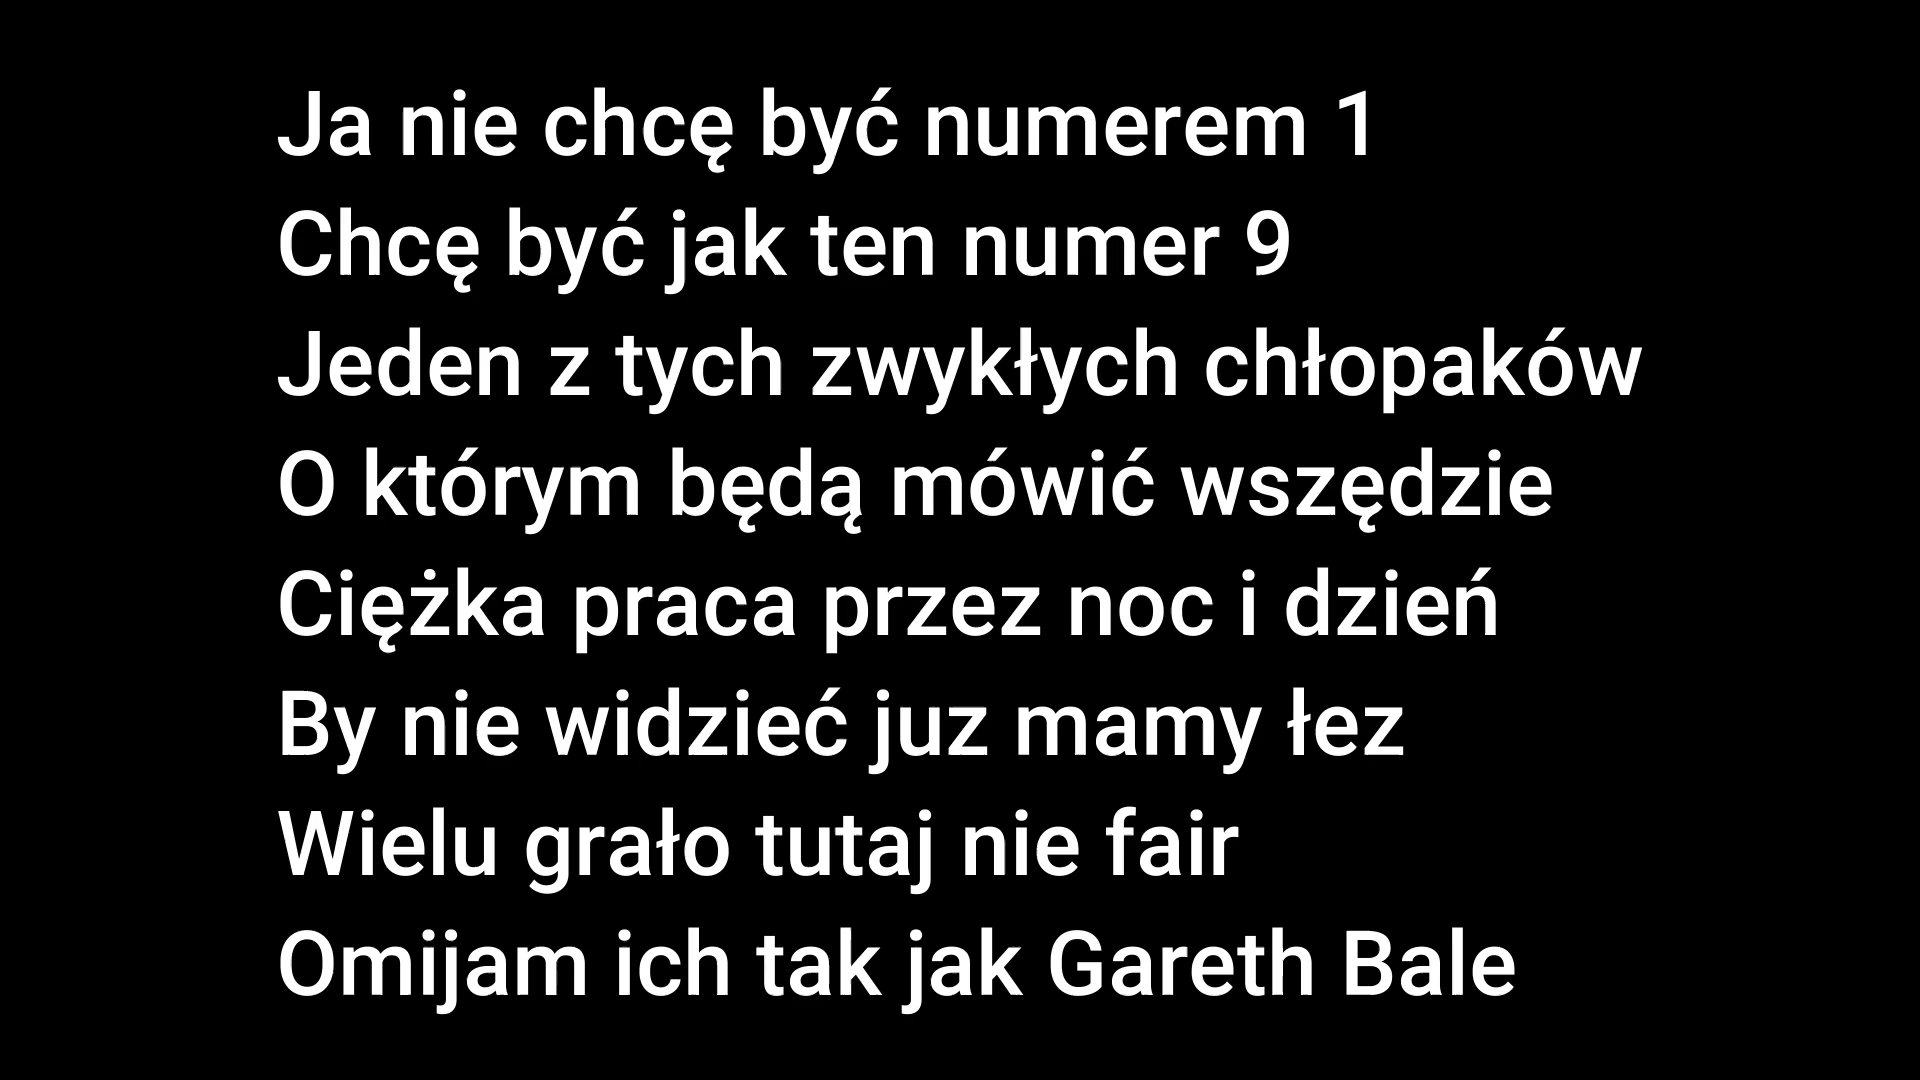 Ja nie chcę być numerem 1
Chcę być jak ten numer 9
Jeden z tych zwykłych chłopaków
O którym będą mówić wszędzie
Ciężka praca przez noc i dzień
By nie widzieć juz mamy łez
Wielu grało tutaj nie fair
Omijam ich tak jak Gareth Bale